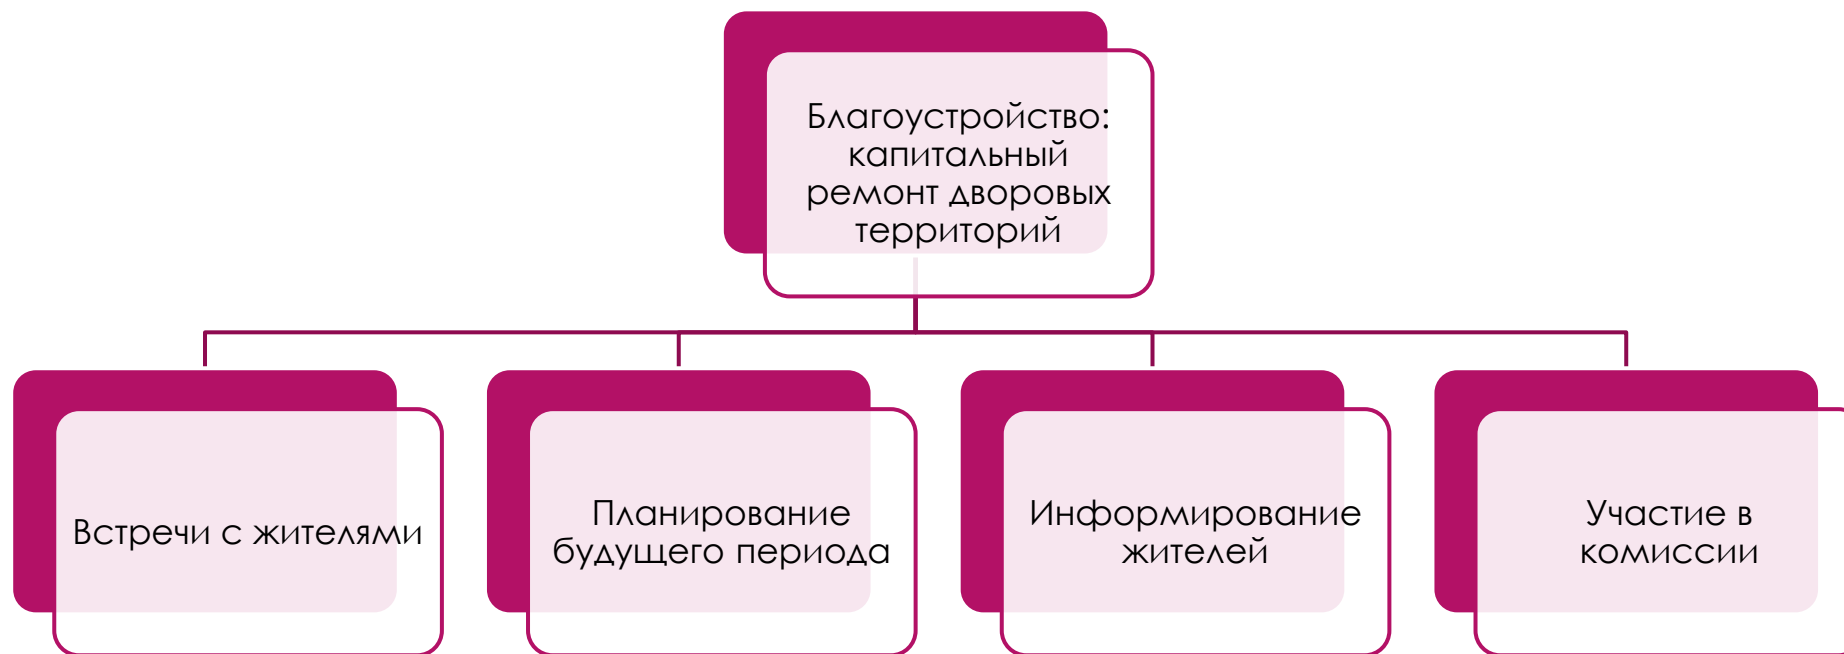 Благоустройство:
капитальный
ремонт дворовых
территорий
Встречи с жителями
Планирование
будущего периода
Информирование
жителей
Участие в
комиссии